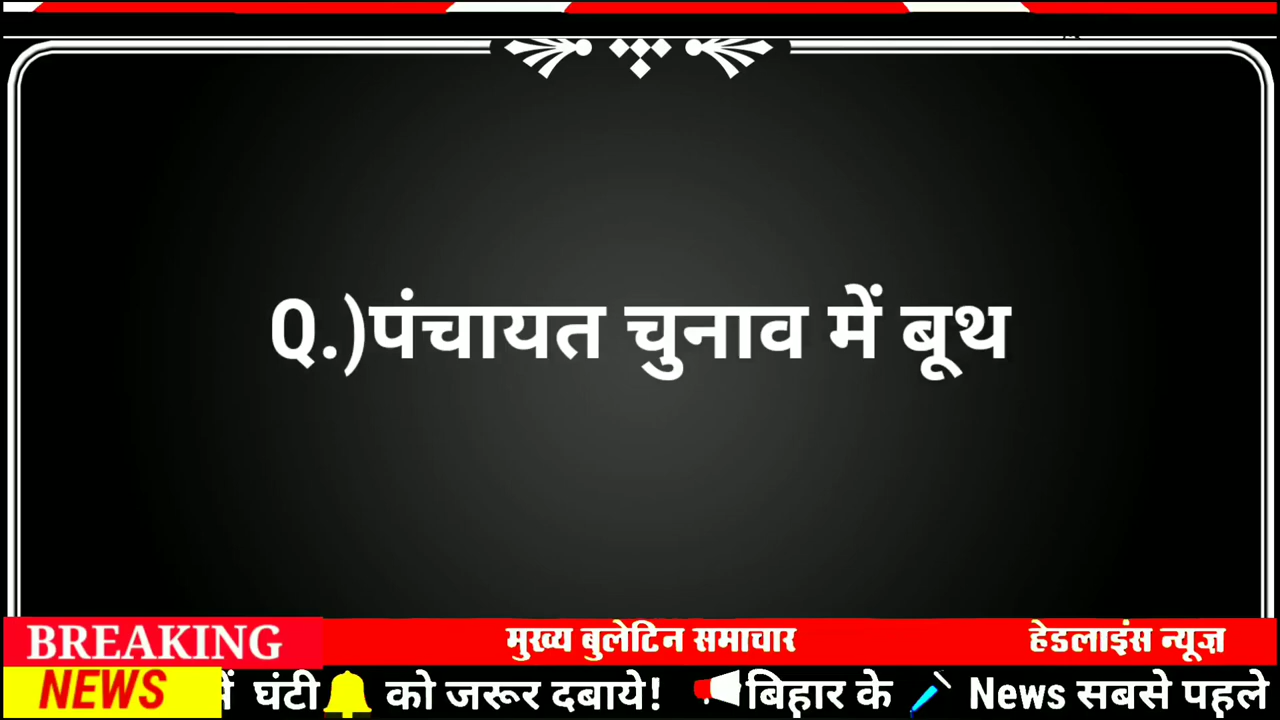 Q.)पंचायत चुनाव में बूथ
BREAKING
मुख्य बुलेटिन समाचार
हेडलाइंस न्यूज़
NEWS
में घंटी🔔 को जरूर दबाये! 📢बिहार के 🎤 News सबसे पहले